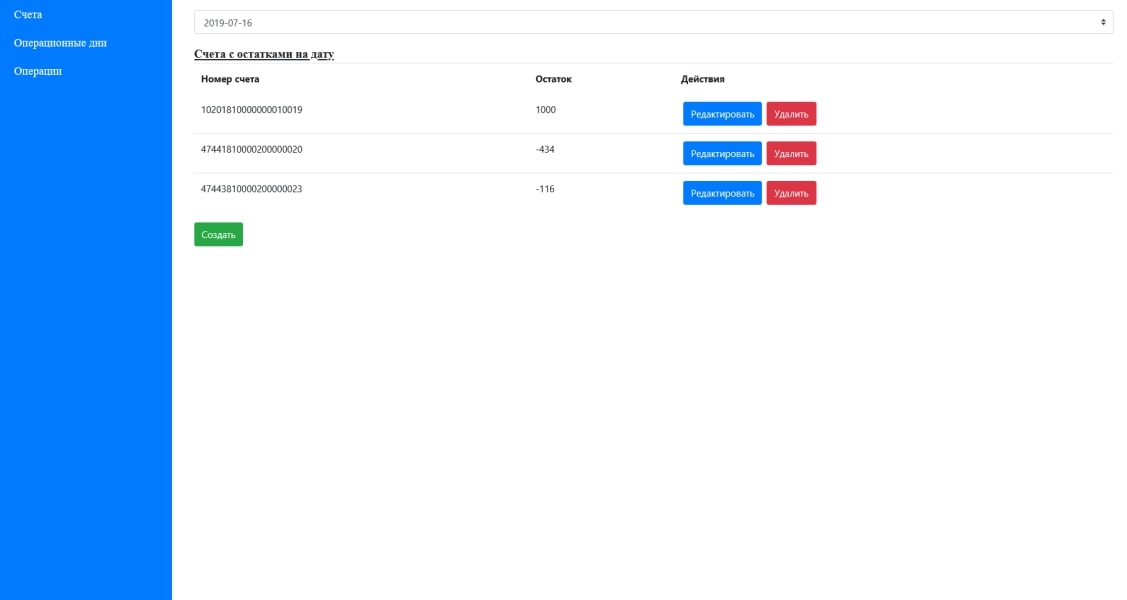 Счета
Операционные дни
Операции
2019-07-16
Счета с остатками на дату
Номер счета Остаток Действия
10201810000000010019 1000 Редактировать Удалить
47441810000200000020 -434 Редактировать Удалить
47443810000200000023 -116 Редактировать Удалить
Создать